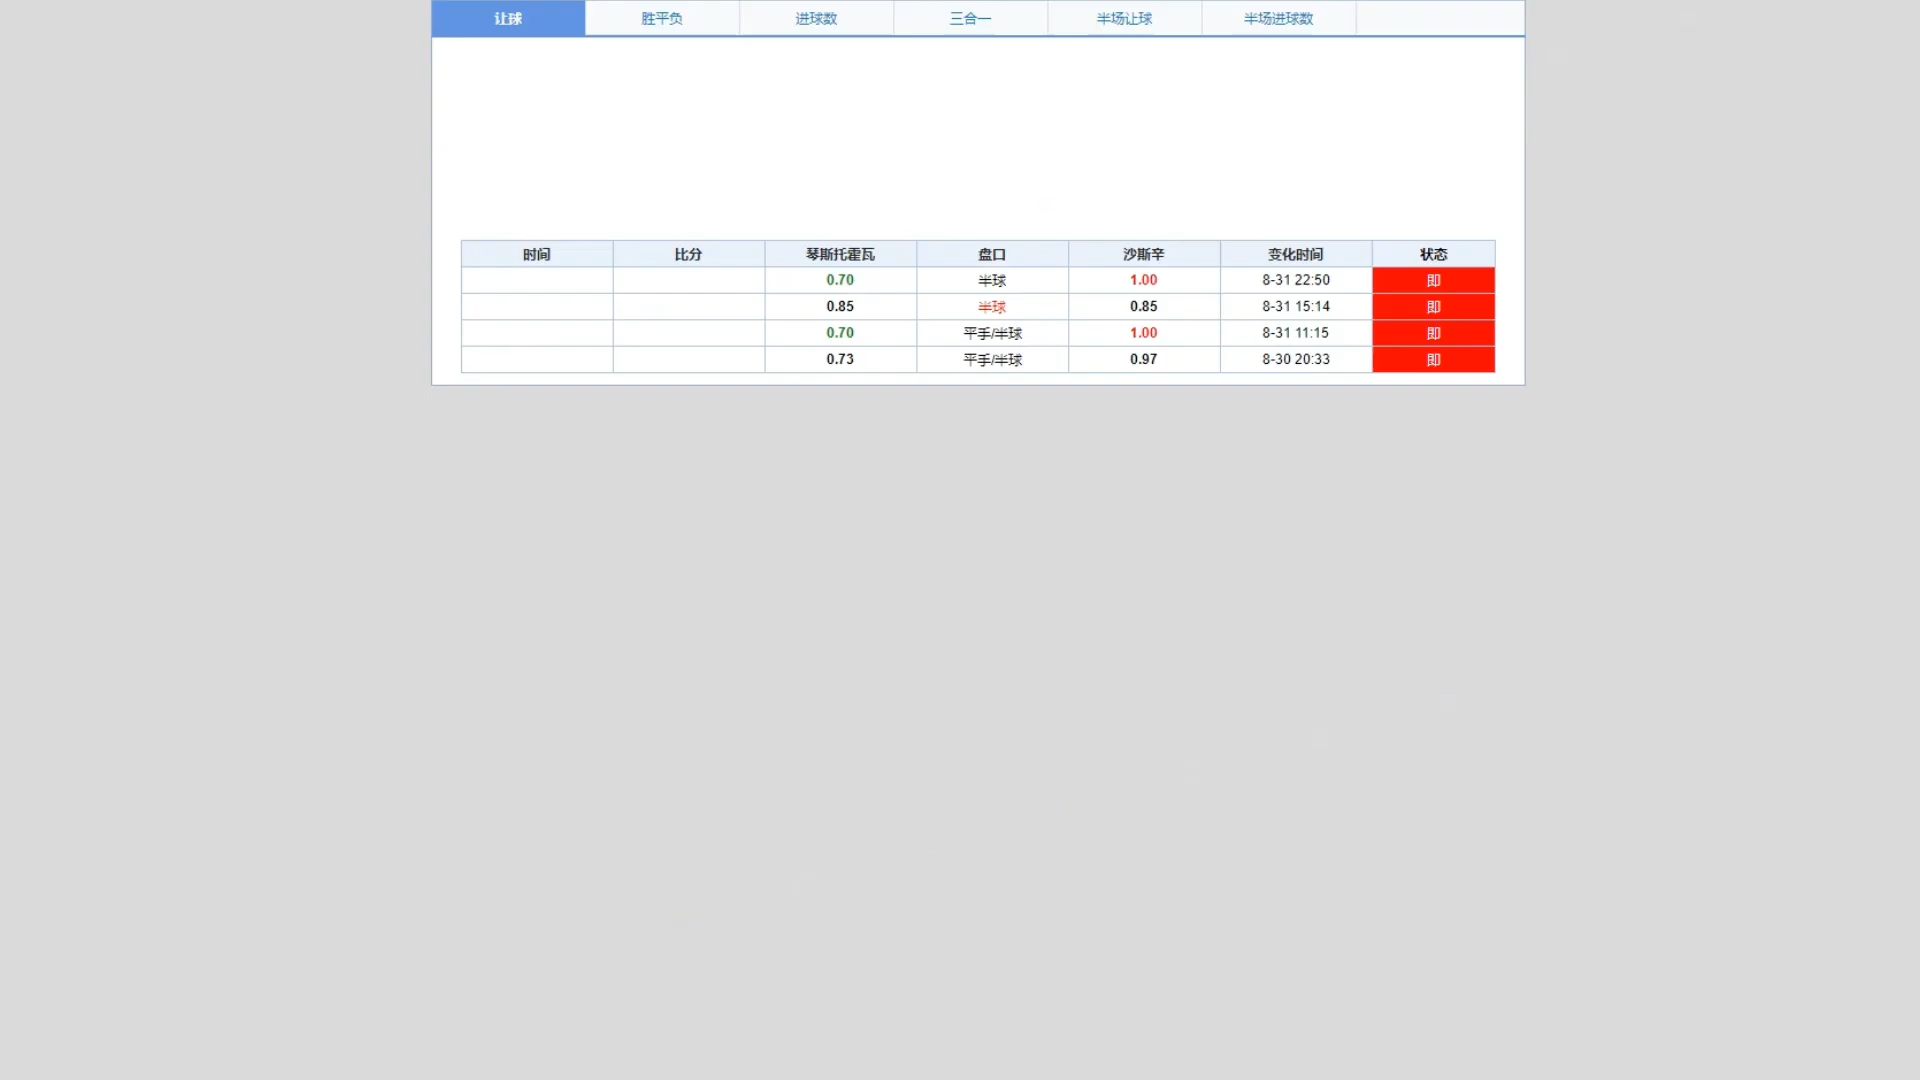 让球 胜平负 进球数 三合一 半场让球 半场进球数
时间 比分 琴斯托霍瓦 盘口 沙斯辛 变化时间 状态
0.70 半球 1.00 8-31 22:50 即
0.85 半球 0.85 8-31 15:14 即
0.70 平手/半球 1.00 8-31 11:15 即
0.73 平手/半球 0.97 8-30 20:33 即